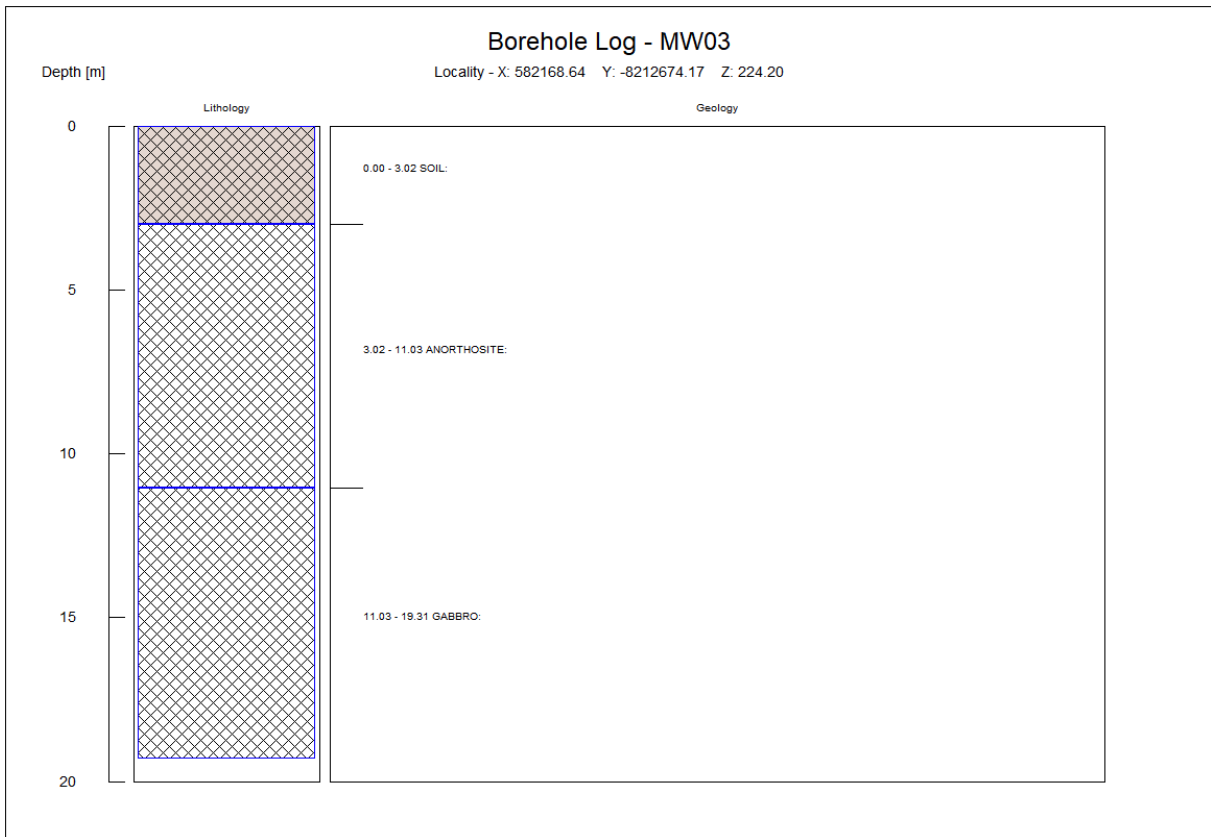 Borehole Log - MW03
Depth [m]
Locality - X: 582168.64 Y: -8212674.17 Z: 224.20
Lithology
Geology
0
0.00 - 3.02 SOIL:
5
3.02 - 11.03 ANORTHOSITE:
10
15
11.03 - 19.31 GABBRO:
20